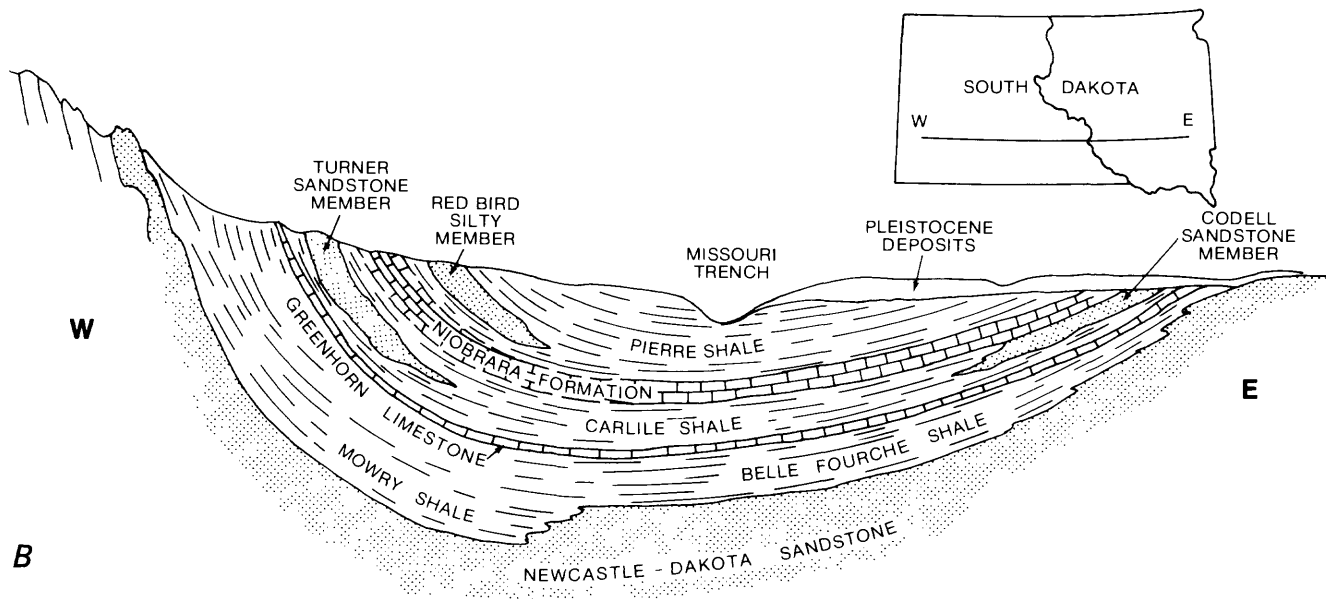 SOUTH DAKOTA
W E
TURNER
SANDSTONE
MEMBER
RED BIRD
SILTY
MEMBER
MISSOURI
TRENCH
PLEISTOCENE
DEPOSITS
CODELL
SANDSTONE
MEMBER
W
E
PIERRE SHALE
NIOBRARA FORMATION
CARLILE SHALE
GREENHORN LIMESTONE
BELLE FOURCHE SHALE
MOWRY SHALE
NEWCASTLE - DAKOTA SANDSTONE
B